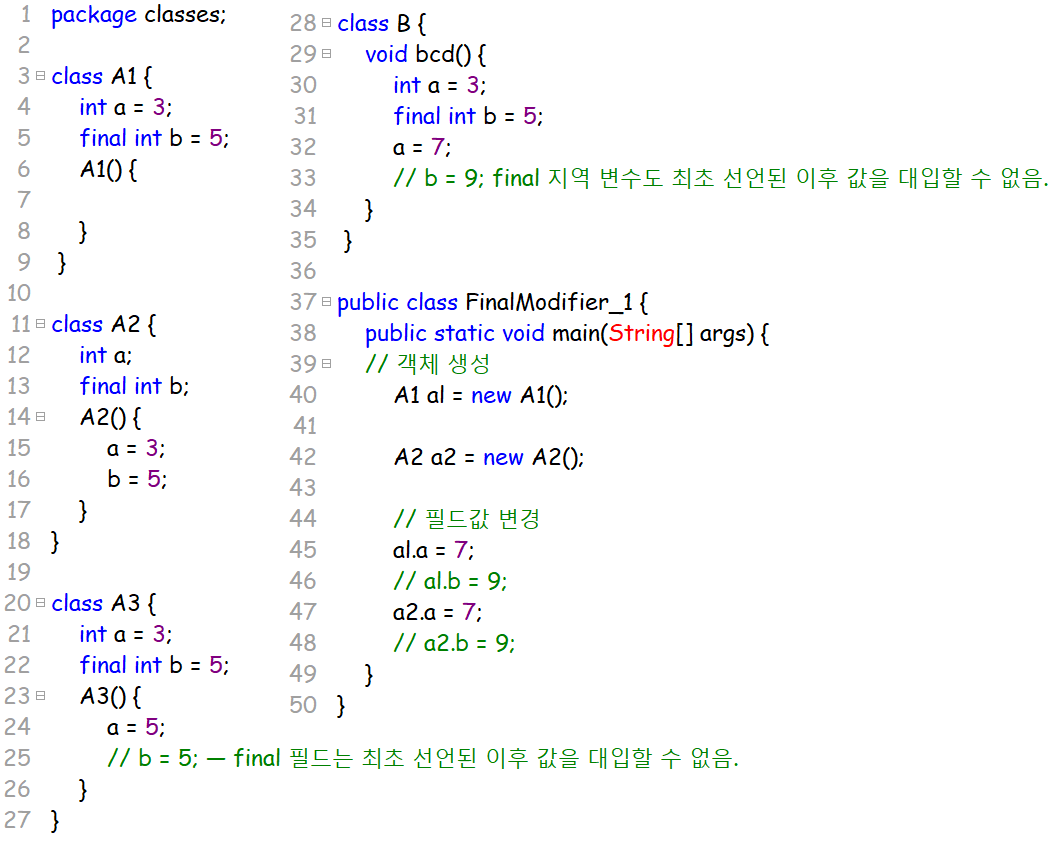 1 package classes;
2
3 class A1 {
4 int a = 3;
5 final int b = 5;
6 A1() {
7
8 }
9 }
10
11 class A2 {
12 int a;
13 final int b;
14 A2() {
15 a = 3;
16 b = 5;
17 }
18 }
19
20 class A3 {
21 int a = 3;
22 final int b = 5;
23 A3() {
24 a = 5;
25 // b = 5; — final 필드는 최초 선언된 이후 값을 대입할 수 없음.
26 }
27 }
28 class B {
29 void bcd() {
30 int a = 3;
31 final int b = 5;
32 a = 7;
33 // b = 9; final 지역 변수도 최초 선언된 이후 값을 대입할 수 없음.
34 }
35 }
36
37 public class FinalModifier_1 {
38 public static void main(String[] args) {
39 // 객체 생성
40 A1 al = new A1();
41
42 A2 a2 = new A2();
43
44 // 필드값 변경
45 al.a = 7;
46 // al.b = 9;
47 a2.a = 7;
48 // a2.b = 9;
49 }
50 }